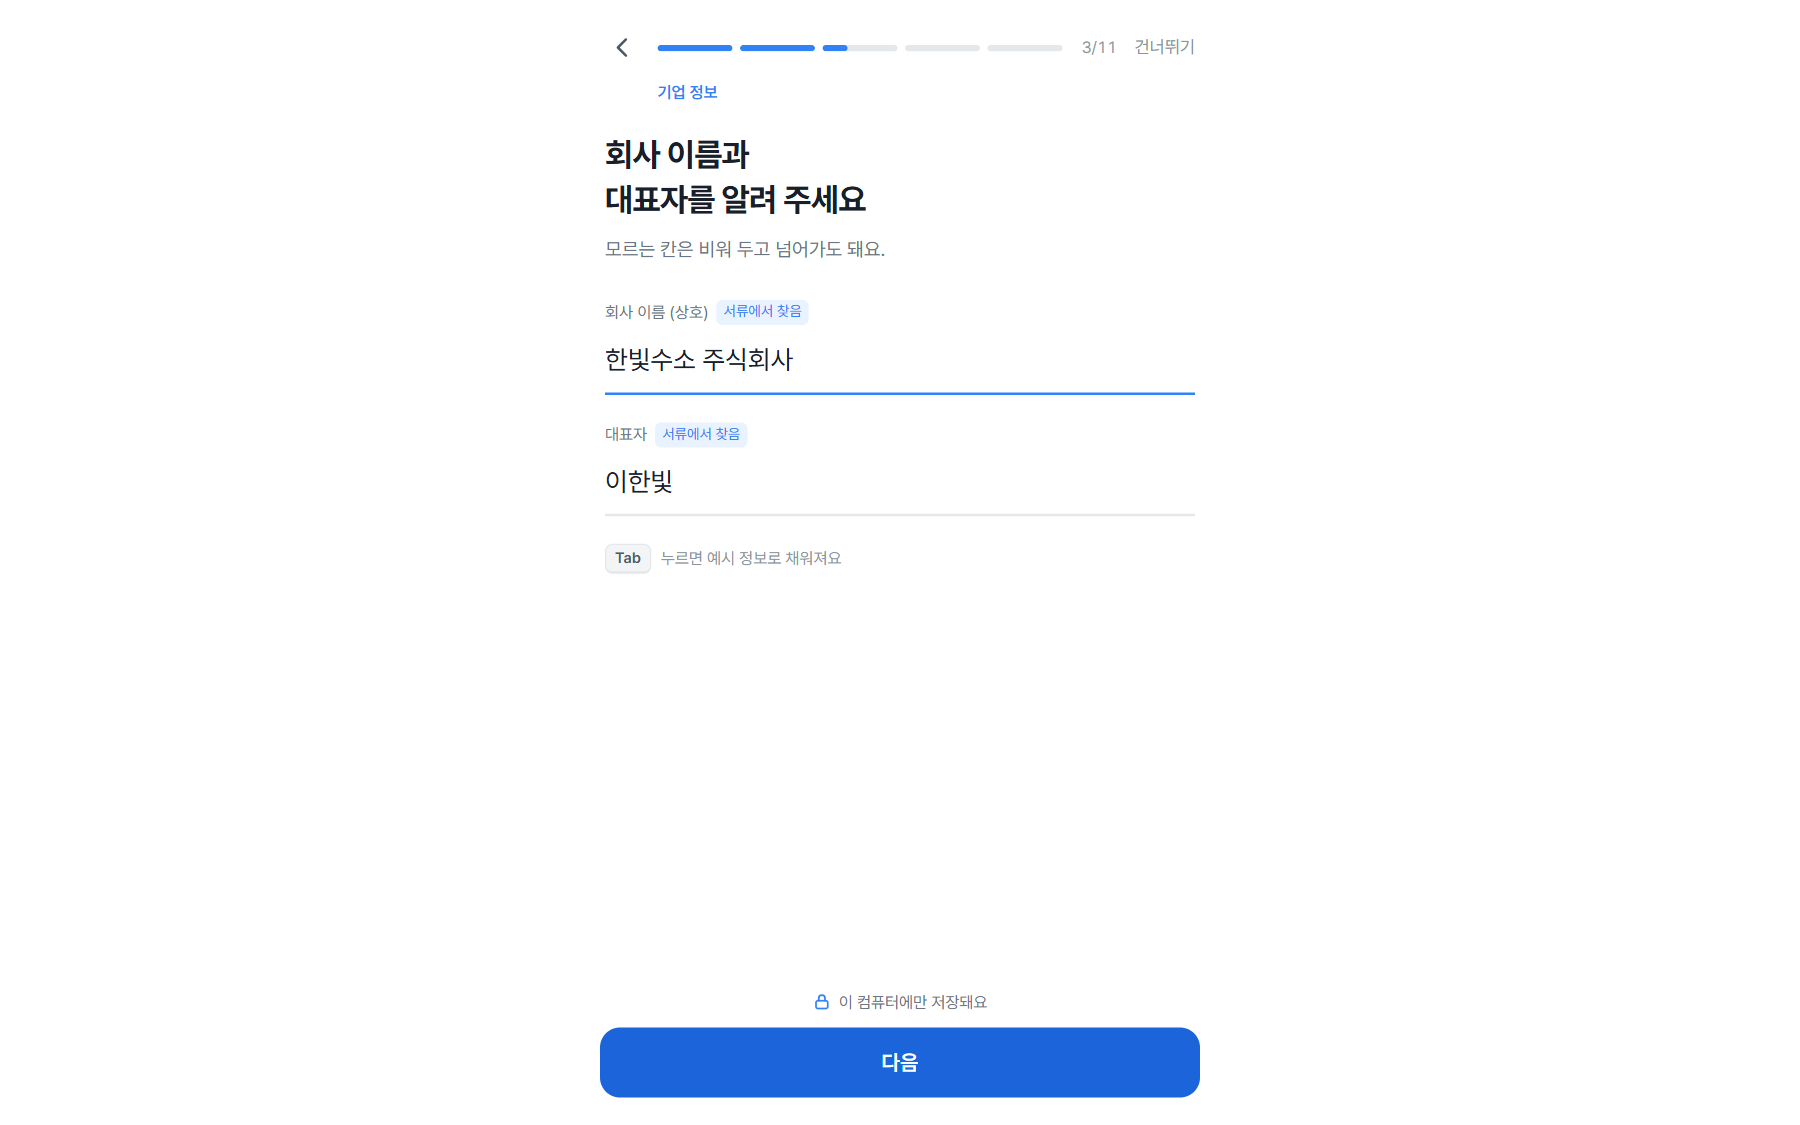 3/11 건너뛰기
기업 정보
회사 이름과
대표자를 알려 주세요
모르는 칸은 비워 두고 넘어가도 돼요.
회사 이름 (상호) 서류에서 찾음
한빛수소 주식회사
대표자 서류에서 찾음
이한빛
Tab 누르면 예시 정보로 채워져요
이 컴퓨터에만 저장돼요
다음